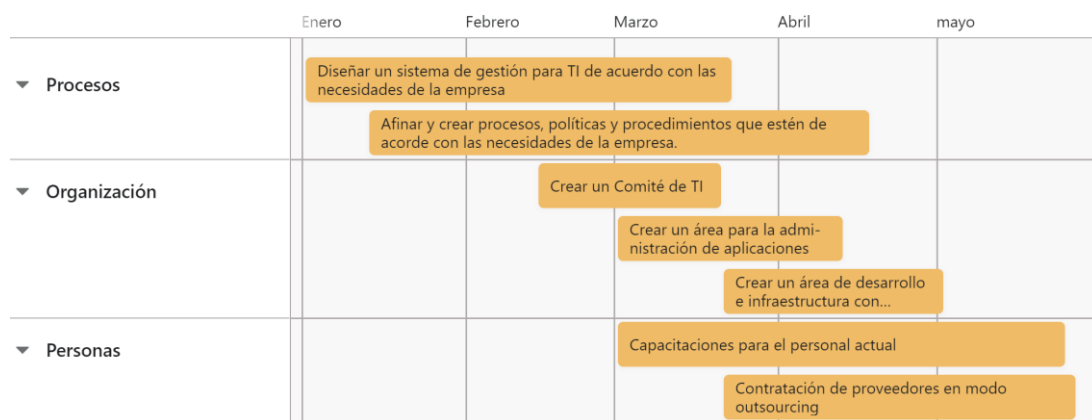 Enero Febrero Marzo Abril mayo
Procesos
Diseñar un sistema de gestión para TI de acuerdo con las
necesidades de la empresa
Afinar y crear procesos, políticas y procedimientos que estén de
acorde con las necesidades de la empresa.
Organización
Crear un Comité de TI
Crear un área para la admi-
nistración de aplicaciones
Crear un área de desarrollo
e infraestructura con...
Personas
Capacitaciones para el personal actual
Contratación de proveedores en modo
outsourcing